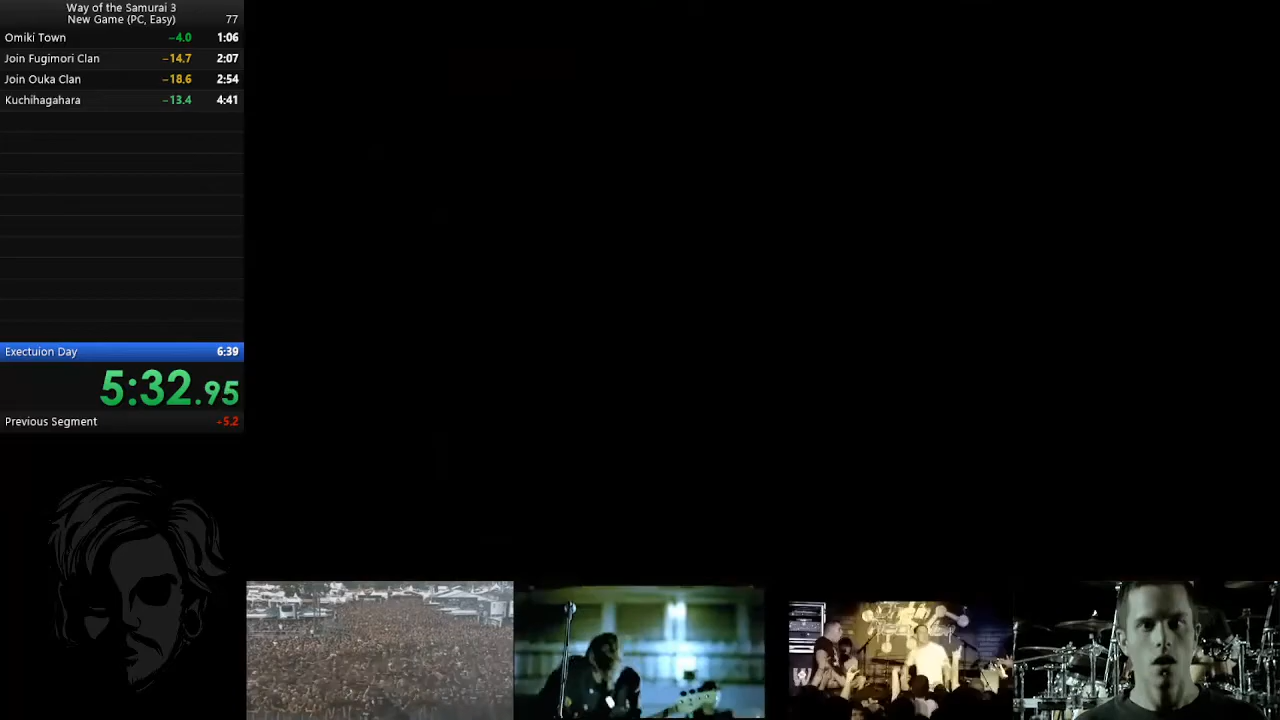 Way of the Samurai 3
New Game (PC, Easy)
77
Omiki Town -4.0 1:06
Join Fugimori Clan -14.7 2:07
Join Ouka Clan -18.6 2:54
Kuchihagahara -13.4 4:41
Exectuion Day 6:39
5:32.95
Previous Segment +5.2